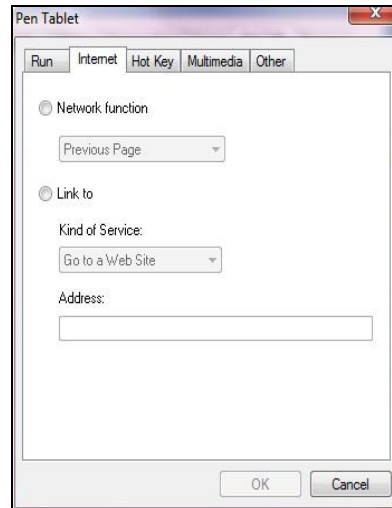 Pen Tablet
Run Internet Hot Key Multimedia Other
Network function
Previous Page
Link to
Kind of Service:
Go to a Web Site
Address:
OK Cancel